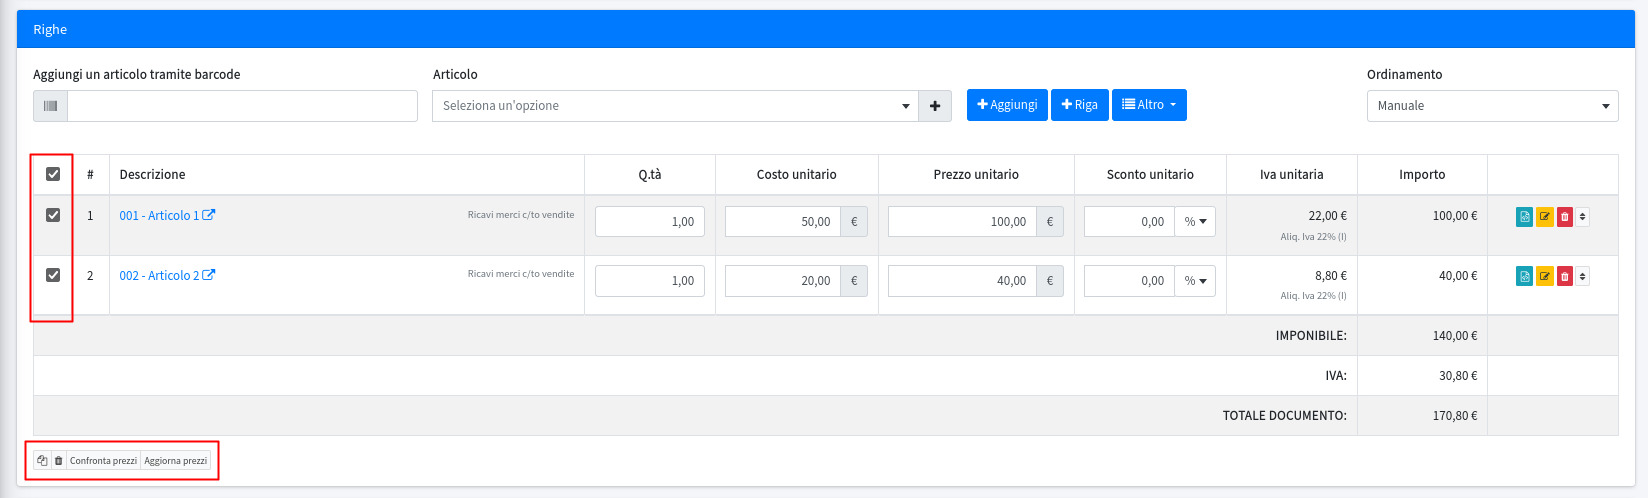 Righe
Aggiungi un articolo tramite barcode Articolo Ordinamento
Seleziona un'opzione Aggiungi Riga Altro Manuale
# Descrizione Q.tà Costo unitario Prezzo unitario Sconto unitario Iva unitaria Importo
1 001 - Articolo 1 Ricavi merci c/to vendite 1,00 50,00 € 100,00 € 0,00 % 22,00 € 100,00 €
Aliq. Iva 22% (I)
2 002 - Articolo 2 Ricavi merci c/to vendite 1,00 20,00 € 40,00 € 0,00 % 8,80 € 40,00 €
Aliq. Iva 22% (I)
IMPONIBILE: 140,00 €
IVA: 30,80 €
TOTALE DOCUMENTO: 170,80 €
Confronta prezzi Aggiorna prezzi